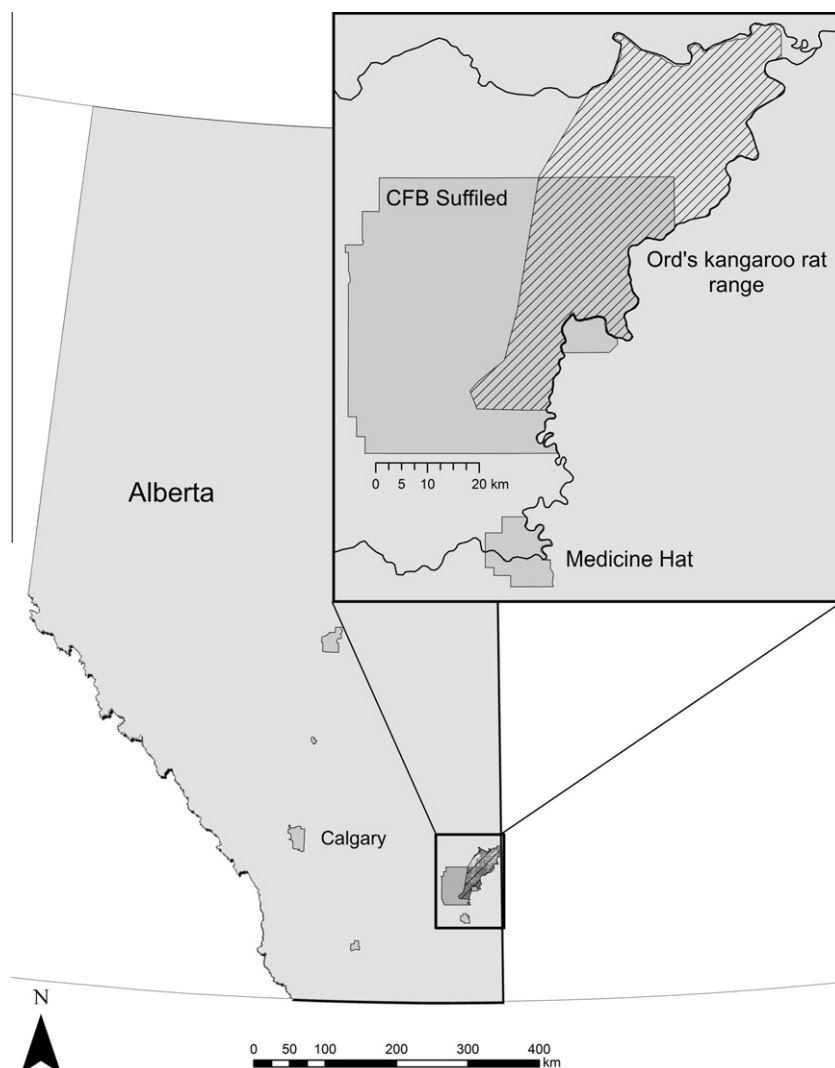 CFB Suffiled
Ord's kangaroo rat
range
0 5 10 20 km
Medicine Hat
Alberta
Calgary
N
0 50 100 200 300 400
km